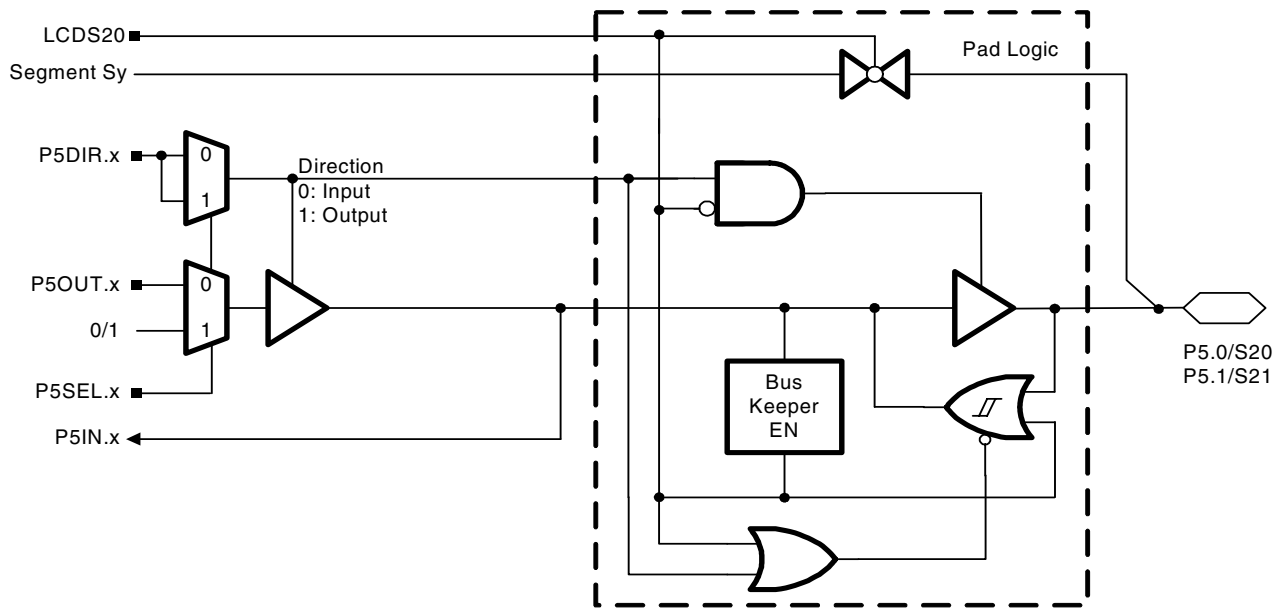 LCDS20
Pad Logic
Segment Sy
P5DIR.x
0
1
Direction
0: Input
1: Output
P5OUT.x
0
0/1
1
P5SEL.x
P5IN.x
Bus
Keeper
EN
P5.0/S20
P5.1/S21